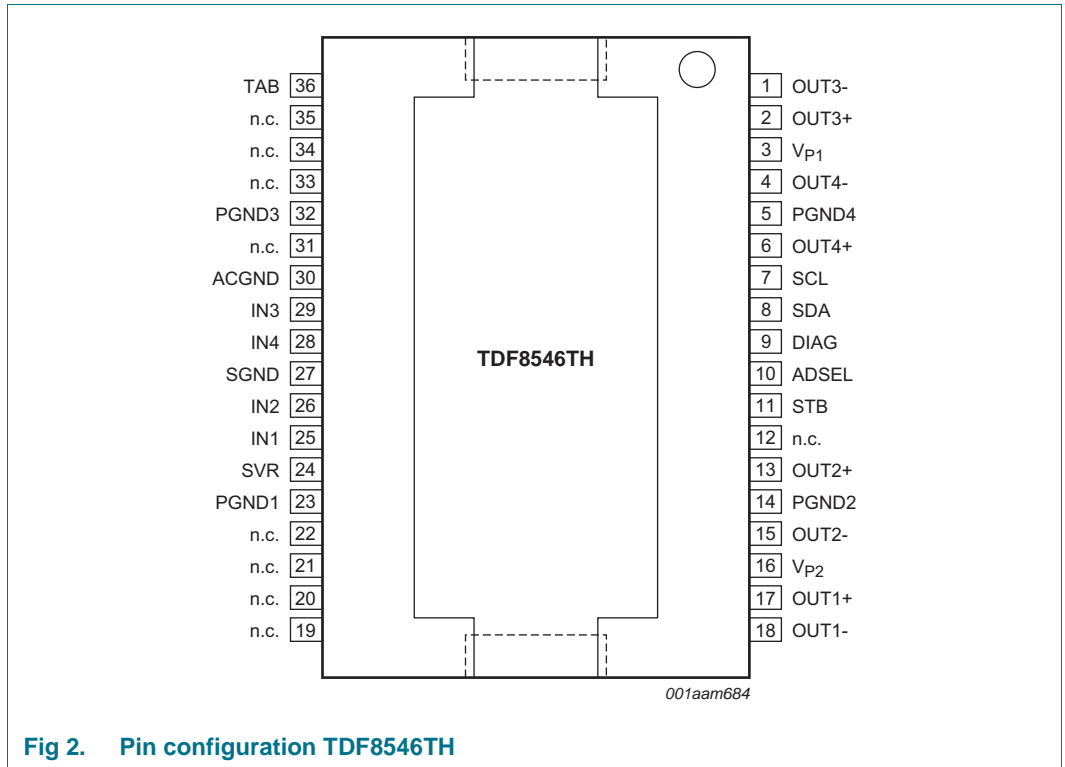 TAB 36
n.c. 35
n.c. 34
n.c. 33
PGND3 32
n.c. 31
ACGND 30
IN3 29
IN4 28
SGND 27
IN2 26
IN1 25
SVR 24
PGND1 23
n.c. 22
n.c. 21
n.c. 20
n.c. 19
TDF8546TH
1 OUT3-
2 OUT3+
3 VP1
4 OUT4-
5 PGND4
6 OUT4+
7 SCL
8 SDA
9 DIAG
10 ADSEL
11 STB
12 n.c.
13 OUT2+
14 PGND2
15 OUT2-
16 VP2
17 OUT1+
18 OUT1-
001aam684
Fig 2. Pin configuration TDF8546TH